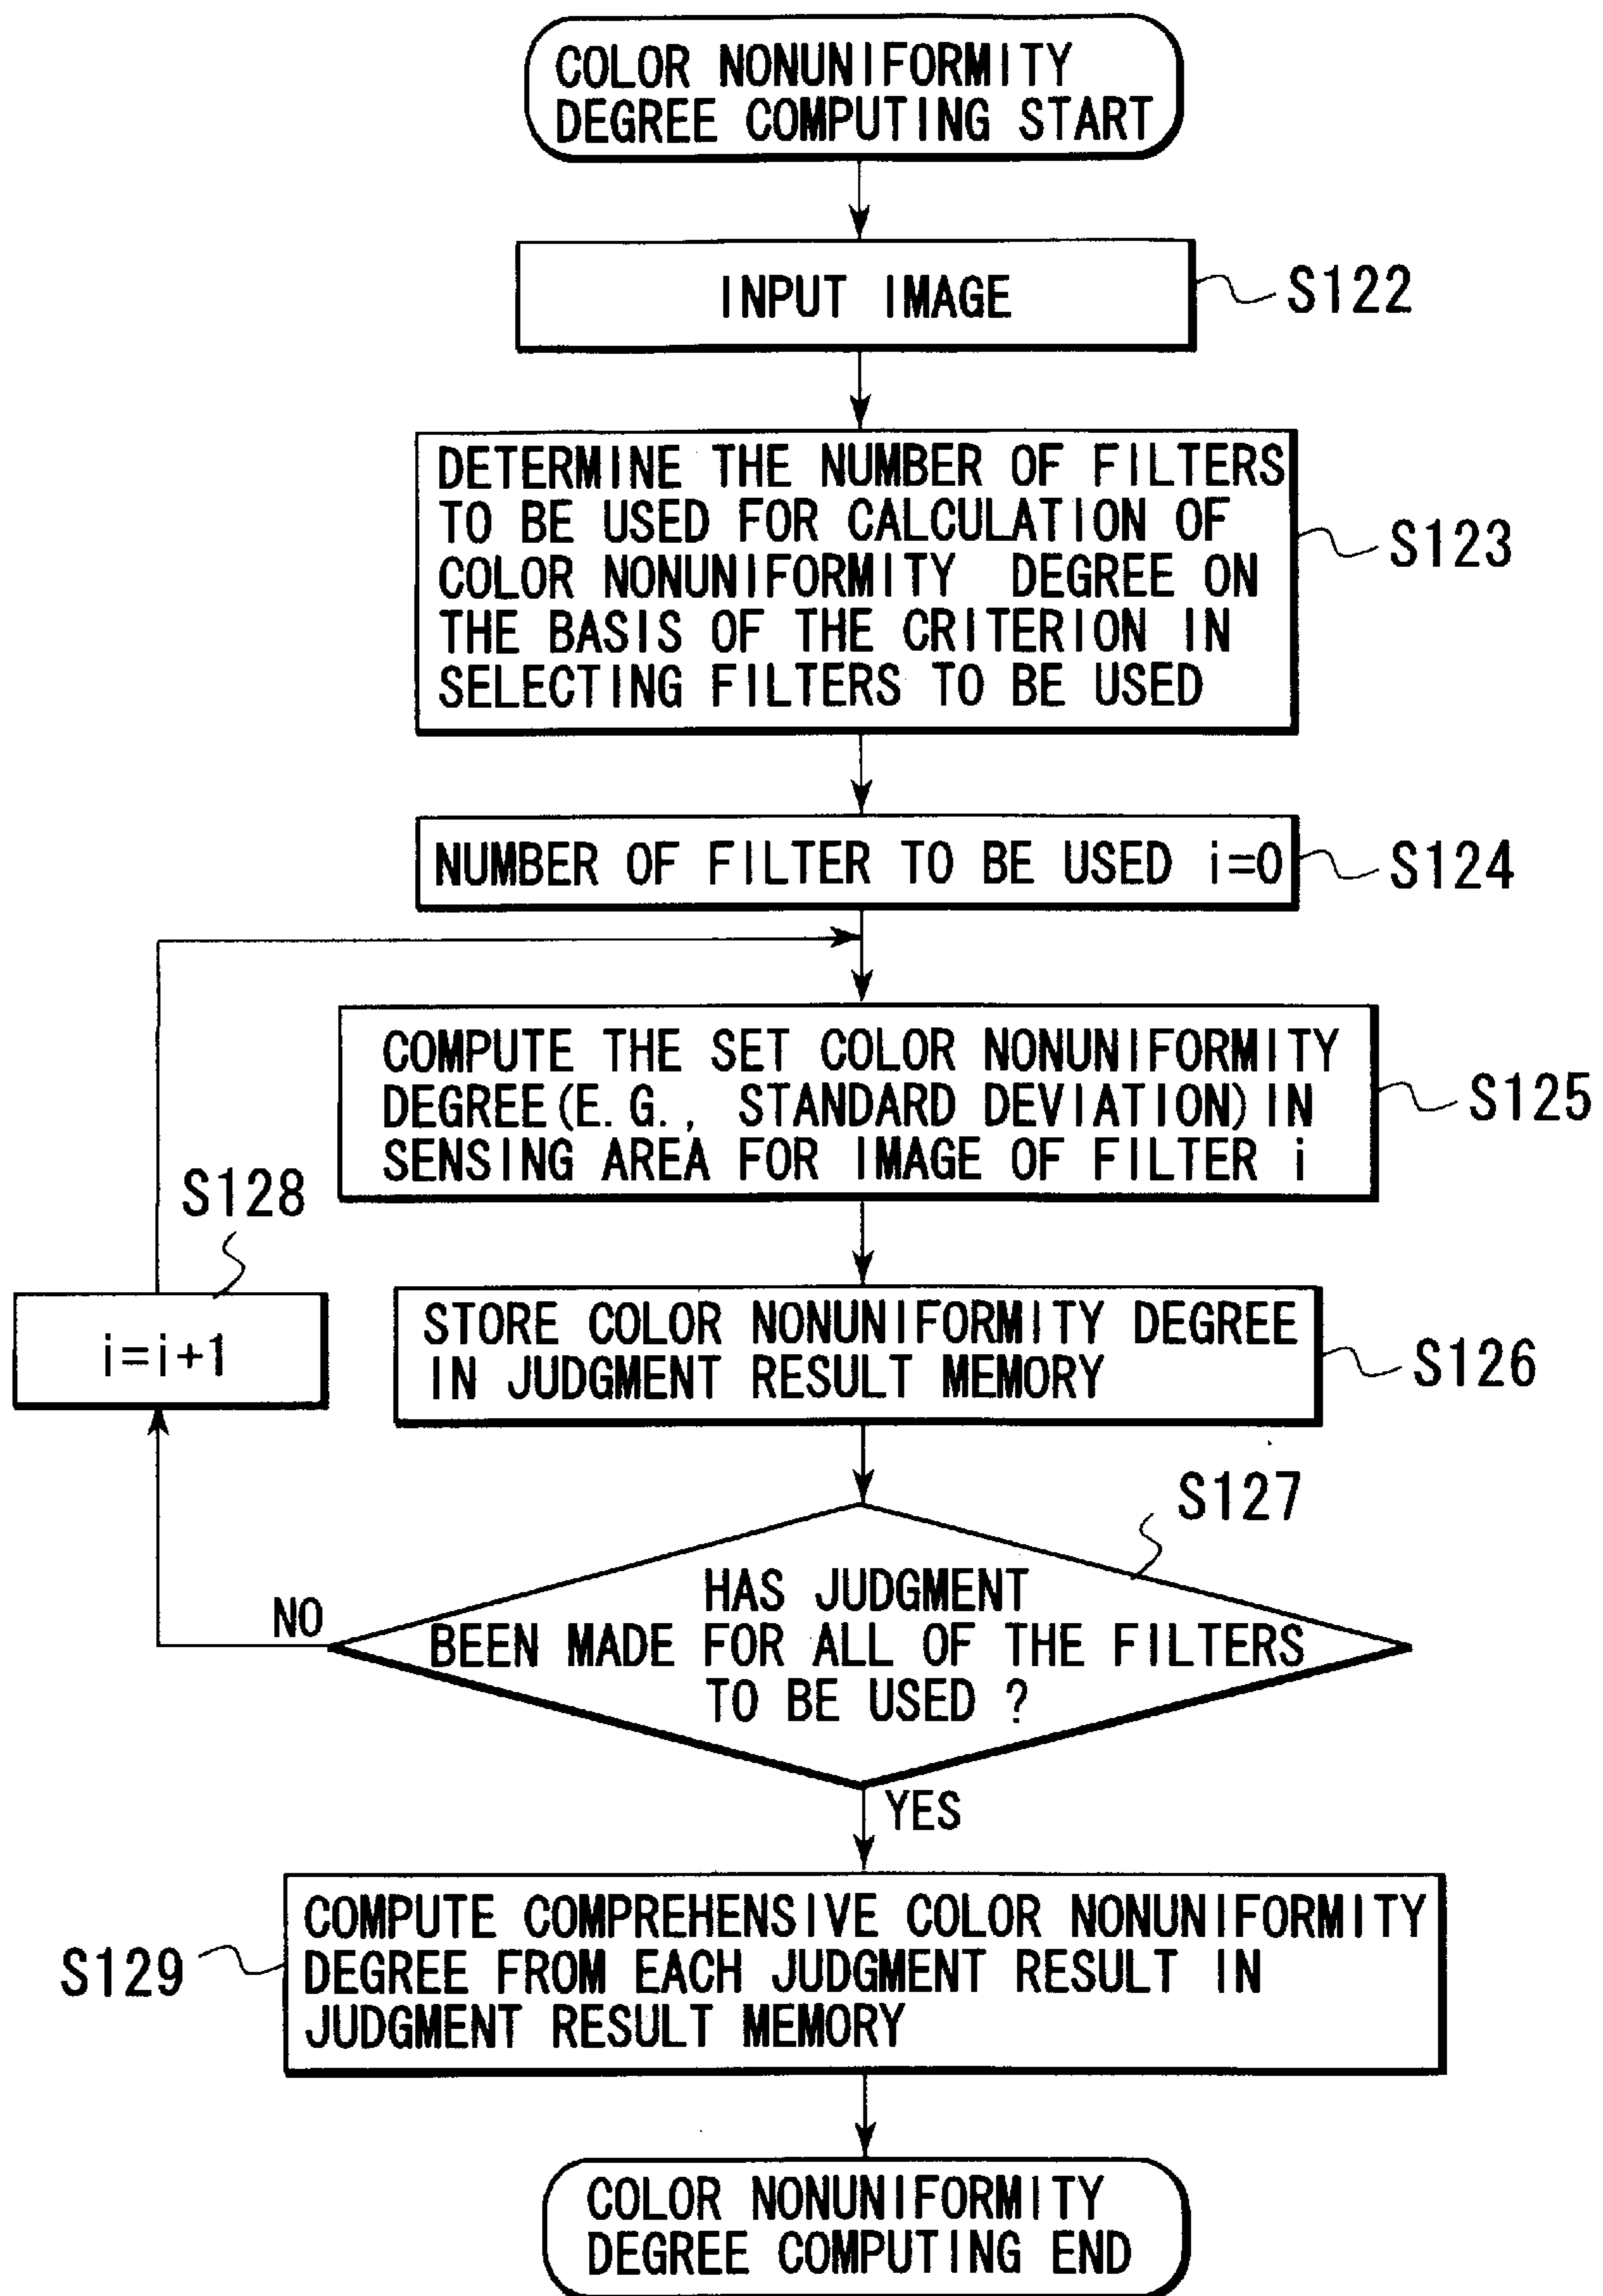 COLOR NONUNIFORMITY
DEGREE COMPUTING START
INPUT IMAGE
S122
DETERMINE THE NUMBER OF FILTERS
TO BE USED FOR CALCULATION OF
COLOR NONUNIFORMITY DEGREE ON
THE BASIS OF THE CRITERION IN
SELECTING FILTERS TO BE USED
S123
NUMBER OF FILTER TO BE USED i=0
S124
COMPUTE THE SET COLOR NONUNIFORMITY
DEGREE(E.G., STANDARD DEVIATION)IN
SENSING AREA FOR IMAGE OF FILTER i
S125
S128
i=i+1
STORE COLOR NONUNIFORMITY DEGREE
IN JUDGMENT RESULT MEMORY
S126
S127
HAS JUDGMENT
BEEN MADE FOR ALL OF THE FILTERS
TO BE USED ?
NO
YES
COMPUTE COMPREHENSIVE COLOR NONUNIFORMITY
DEGREE FROM EACH JUDGMENT RESULT IN
JUDGMENT RESULT MEMORY
S129
COLOR NONUNIFORMITY
DEGREE COMPUTING END